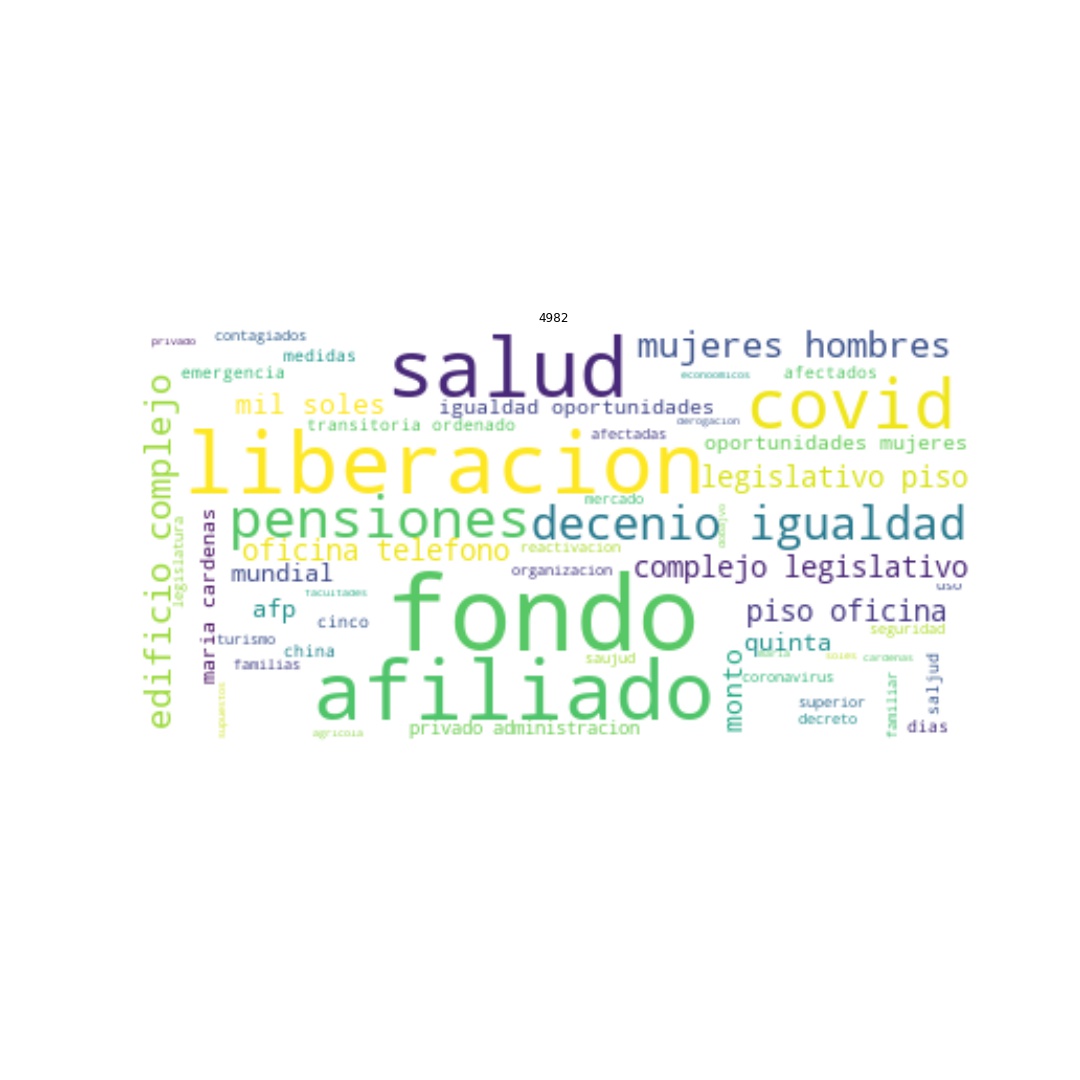 4982
privado
contagiados
medidas
emergencia
salud
mujeres hombres
economicos
afectados
mil soles
igualdad oportunidades
covid
transitoria ordenado
afectadas
derogacion
oportunidades mujeres
liberacion
legislativo piso
edificio complejo
legislatura
maria cardenas
pensiones
mercado
decenio igualdad
oficina telefono
reactivacion
mundial
organizacion
complejo legislativo
uso
facultades
afp
cinco
fondo
piso oficina
seguridad
turismo
china
quinta
familias
saujud
maria
soles
cardenas
afiliado
monto
coronavirus
supuestos
superior
decreto
familiar
saljud
dias
agricola
privado administracion